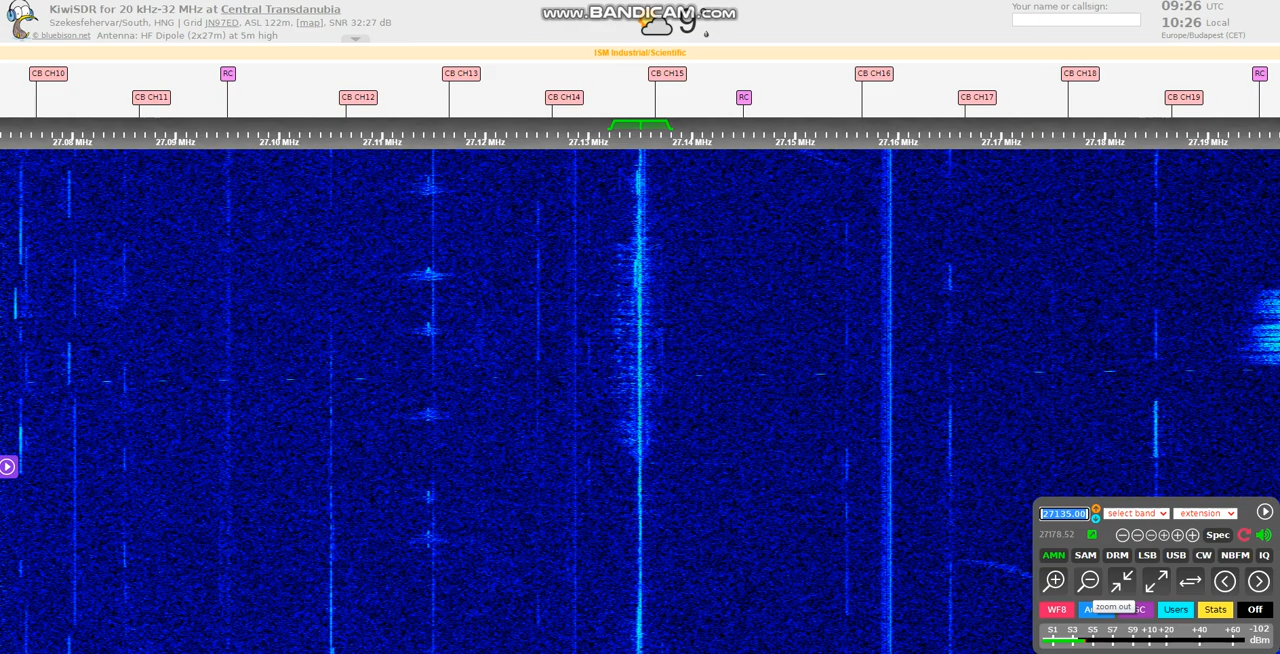 KiwiSDR for 20 kHz-32 MHz at Central Transdanubia
Szekesfehervar/South, HNG | Grid JN97ED, ASL 122m, [map], SNR 32:27 dB
© bluebison.net Antenna: HF Dipole (2x27m) at 5m high
www.BANDICAM.com
9°
Your name or callsign:
09:26 UTC
10:26 Local
Europe/Budapest (CET)
ISM Industrial/Scientific
CB CH10 RC CB CH13 CB CH15 CB CH16 CB CH18 RC
CB CH11 CB CH12 CB CH14 RC CB CH17 CB CH19
27.08 MHz 27.09 MHz 27.10 MHz 27.11 MHz 27.12 MHz 27.13 MHz 27.14 MHz 27.15 MHz 27.16 MHz 27.17 MHz 27.18 MHz 27.19 MHz
27135.00 select band extension
27178.52 Spec
AMN SAM DRM LSB USB CW NBFM IQ
WF8 zoom out Users Stats Off
S1 S3 S5 S7 S9 +10 +20 +40 +60 -102
dBm